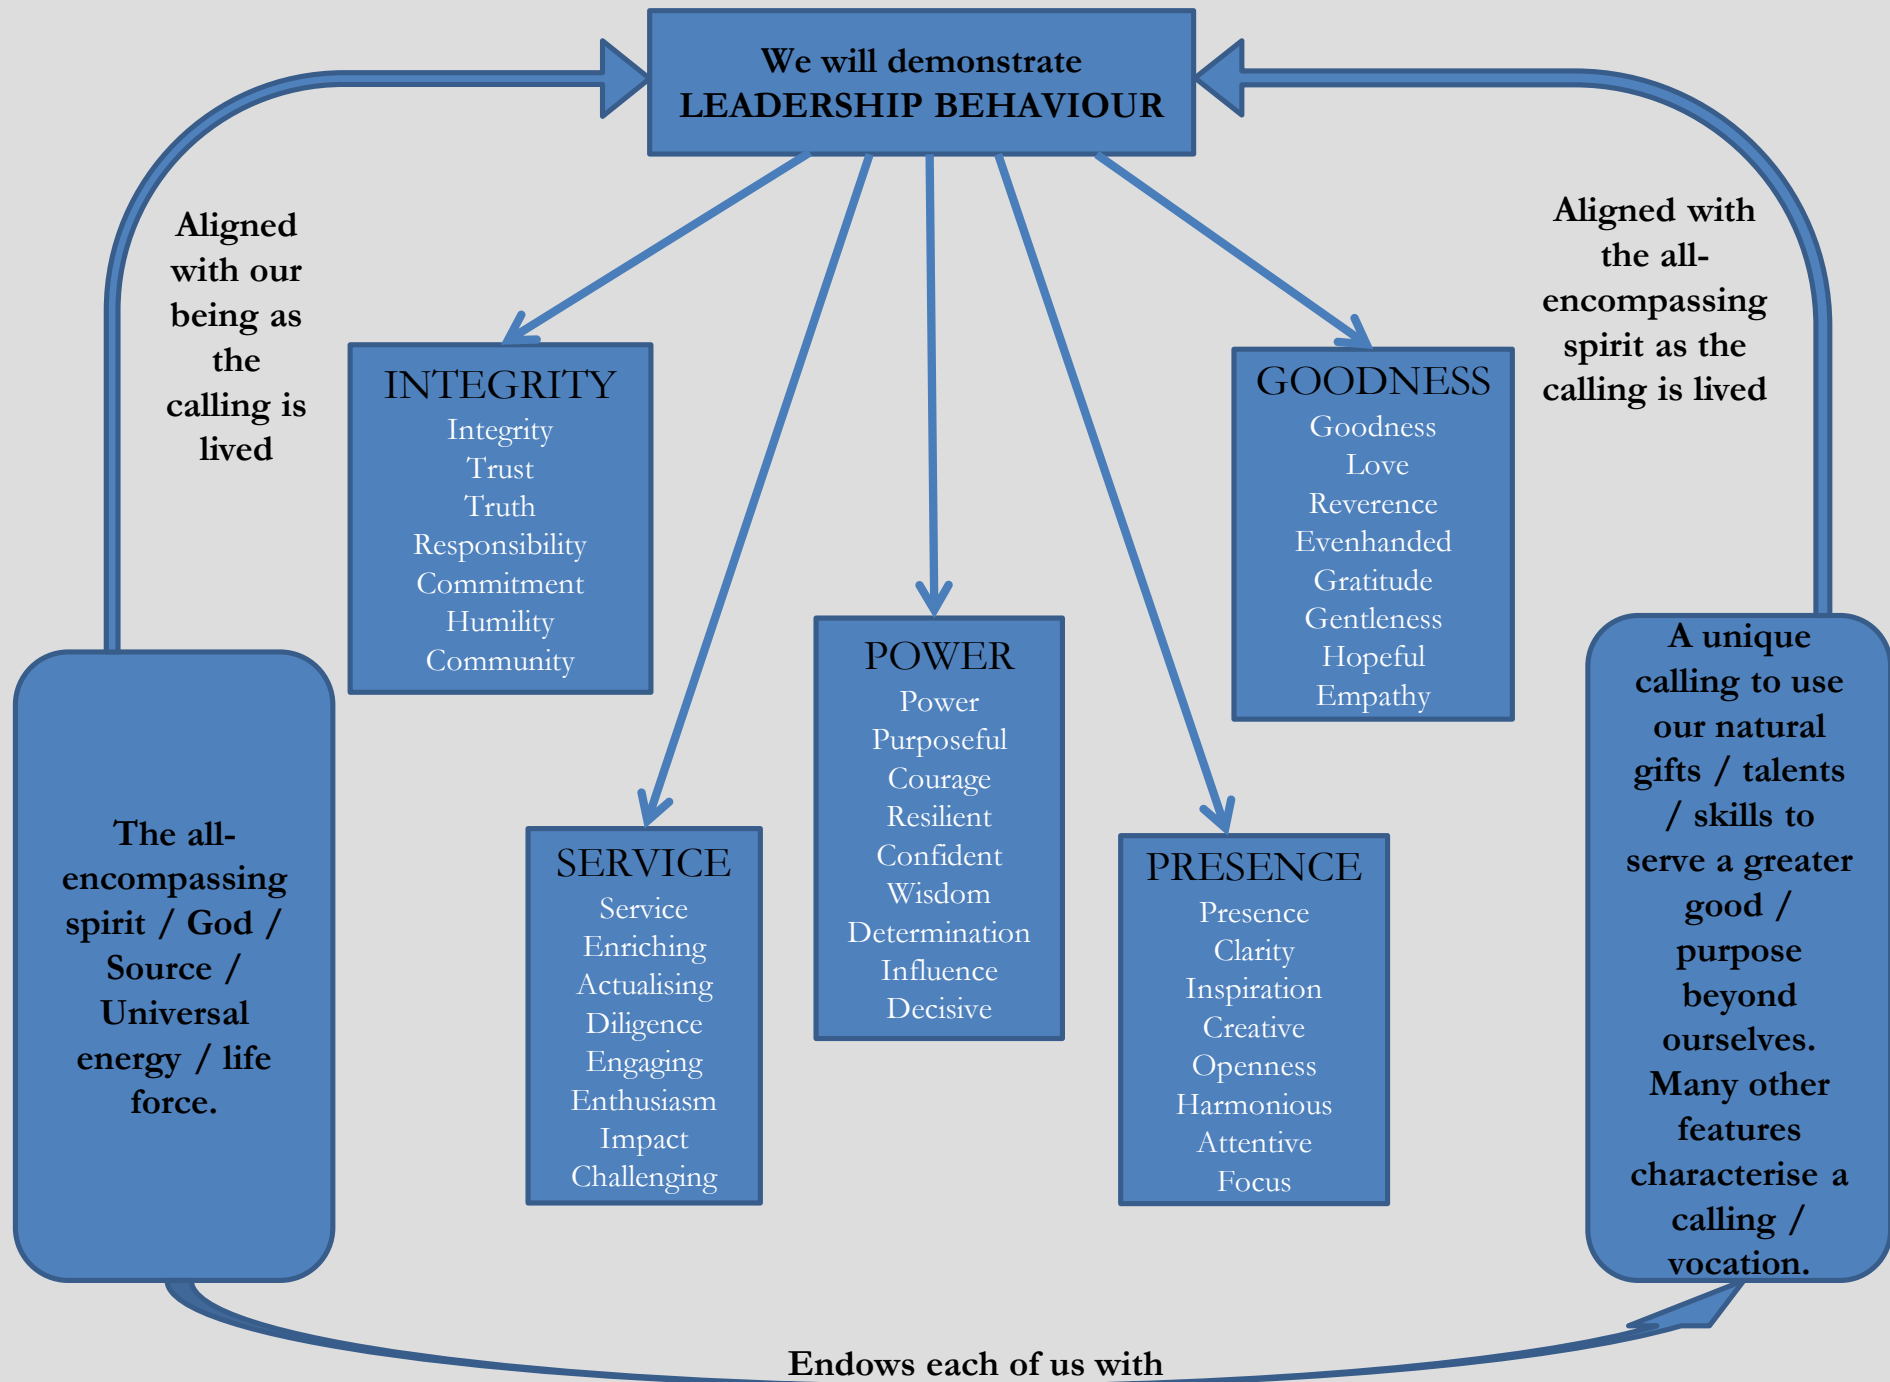 We will demonstrate
LEADERSHIP BEHAVIOUR
Aligned
with our
being as
the
calling is
lived
Aligned with
the all-
encompassing
spirit as the
calling is lived
INTEGRITY
Integrity
Trust
Truth
Responsibility
Commitment
Humility
Community
GOODNESS
Goodness
Love
Reverence
Evenhanded
Gratitude
Gentleness
Hopeful
Empathy
POWER
Power
Purposeful
Courage
Resilient
Confident
Wisdom
Determination
Influence
Decisive
SERVICE
Service
Enriching
Actualising
Diligence
Engaging
Enthusiasm
Impact
Challenging
PRESENCE
Presence
Clarity
Inspiration
Creative
Openness
Harmonious
Attentive
Focus
The all-
encompassing
spirit / God /
Source /
Universal
energy / life
force.
A unique
calling to use
our natural
gifts / talents
/ skills to
serve a greater
good /
purpose
beyond
ourselves.
Many other
features
characterise a
calling /
vocation.
Endows each of us with